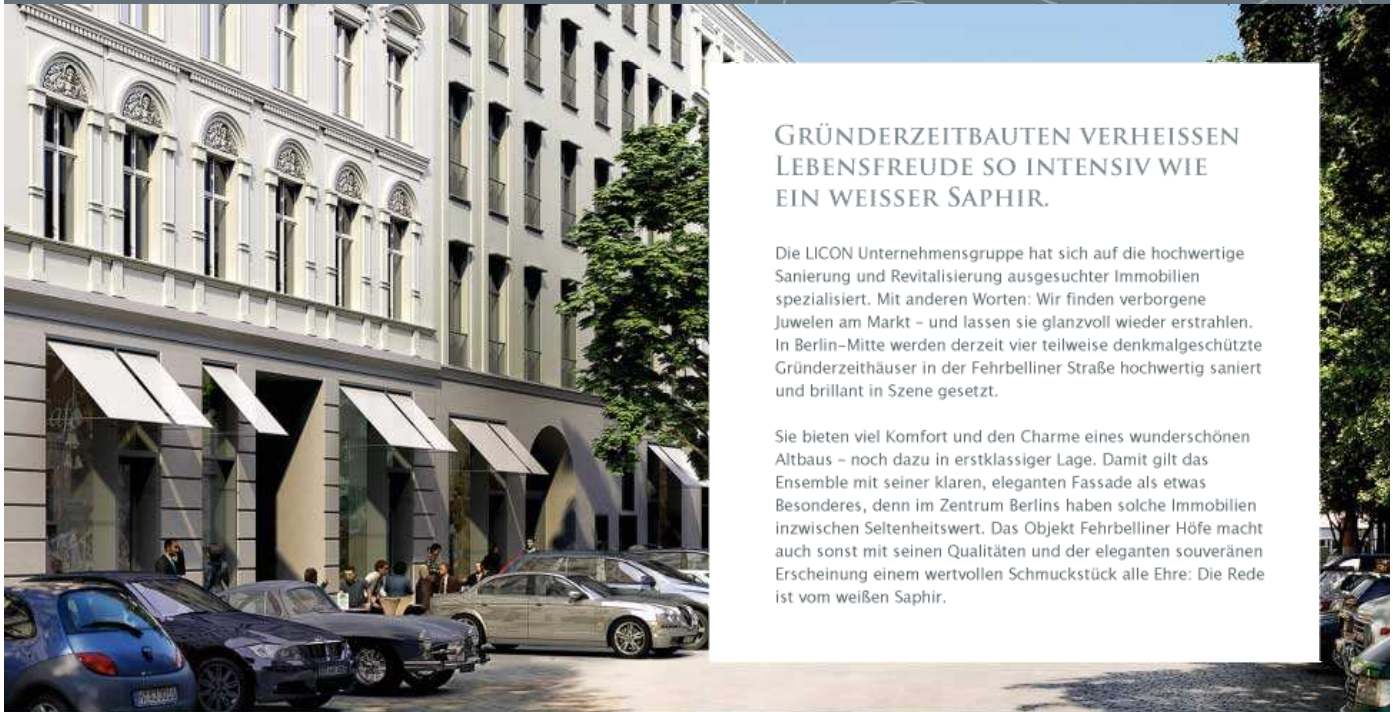 GRÜNDERZEITBAUTEN VERHEISSEN
LEBENSFREUDE SO INTENSIV WIE
EIN WEISSER SAPHIR.
Die LICON Unternehmensgruppe hat sich auf die hochwertige
Sanierung und Revitalisierung ausgesuchter Immobilien
spezialisiert. Mit anderen Worten: Wir finden verborgene
Juwelen am Markt – und lassen sie glanzvoll wieder erstrahlen.
In Berlin-Mitte werden derzeit vier teilweise denkmalgeschützte
Gründerzeithäuser in der Fehrbelliner Straße hochwertig saniert
und brillant in Szene gesetzt.
Sie bieten viel Komfort und den Charme eines wunderschönen
Altbaus – noch dazu in erstklassiger Lage. Damit gilt das
Ensemble mit seiner klaren, eleganten Fassade als etwas
Besonderes, denn im Zentrum Berlins haben solche Immobilien
inzwischen Seltenheitswert. Das Objekt Fehrbelliner Höfe macht
auch sonst mit seinen Qualitäten und der eleganten souveränen
Erscheinung einem wertvollen Schmuckstück alle Ehre: Die Rede
ist vom weißen Saphir.